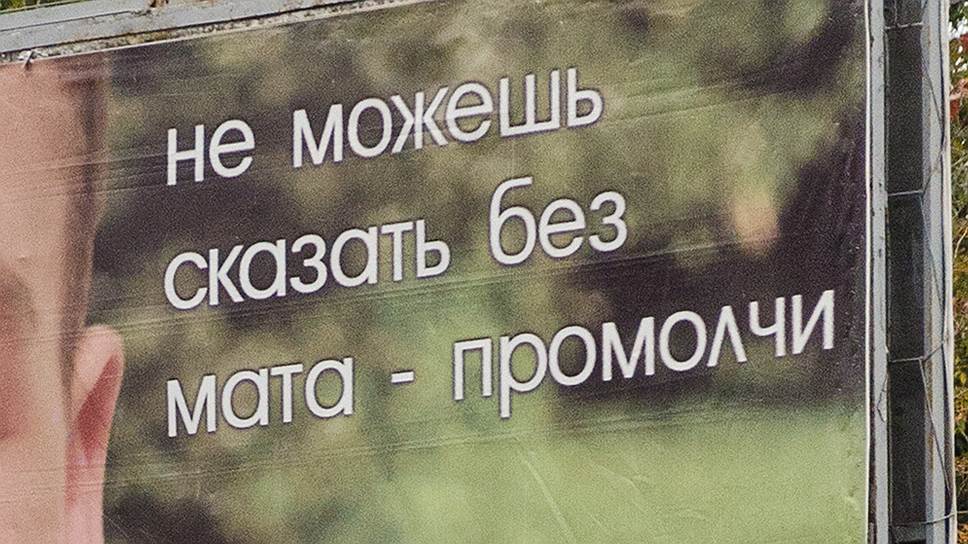 не можешь
сказать без
мата - промолчи